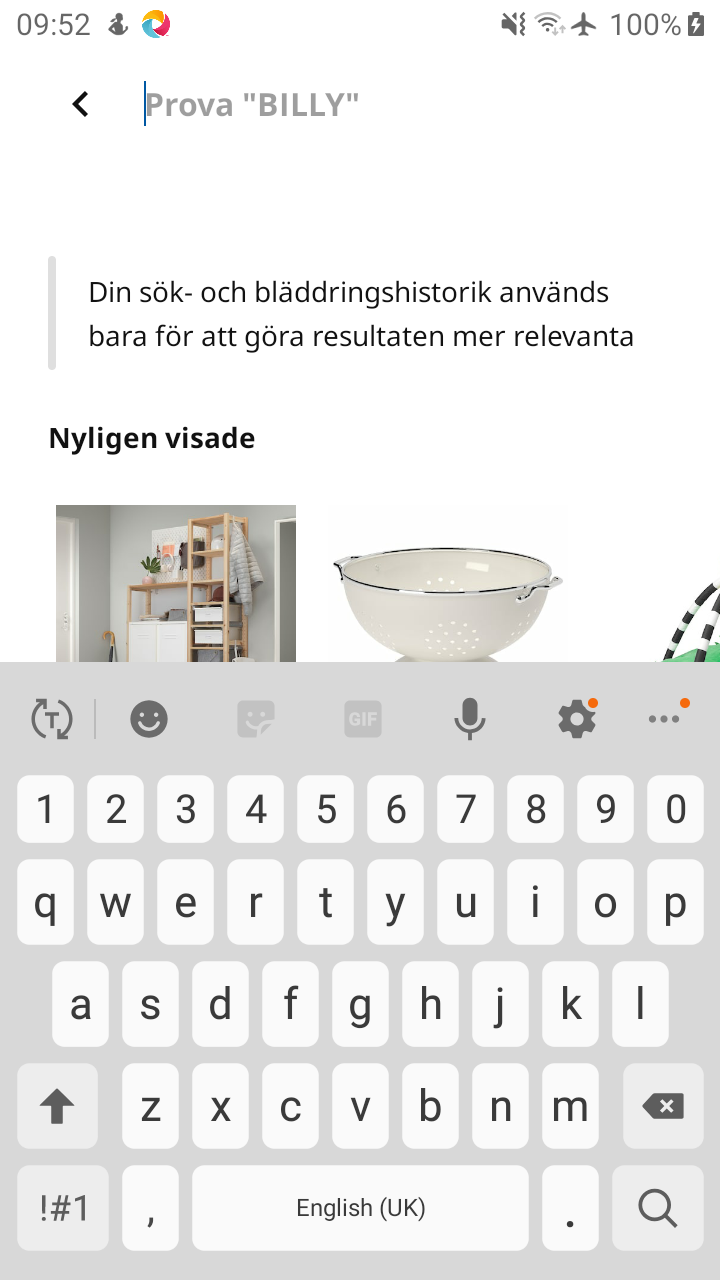 09:52
100%
Prova "BILLY"
Din sök- och bläddringshistorik används
bara för att göra resultaten mer relevanta
Nyligen visade
T
GIF
1 2 3 4 5 6 7 8 9 0
q w e r t y u i o p
a s d f g h j k l
z x c v b n m
!#1 , English (UK) .